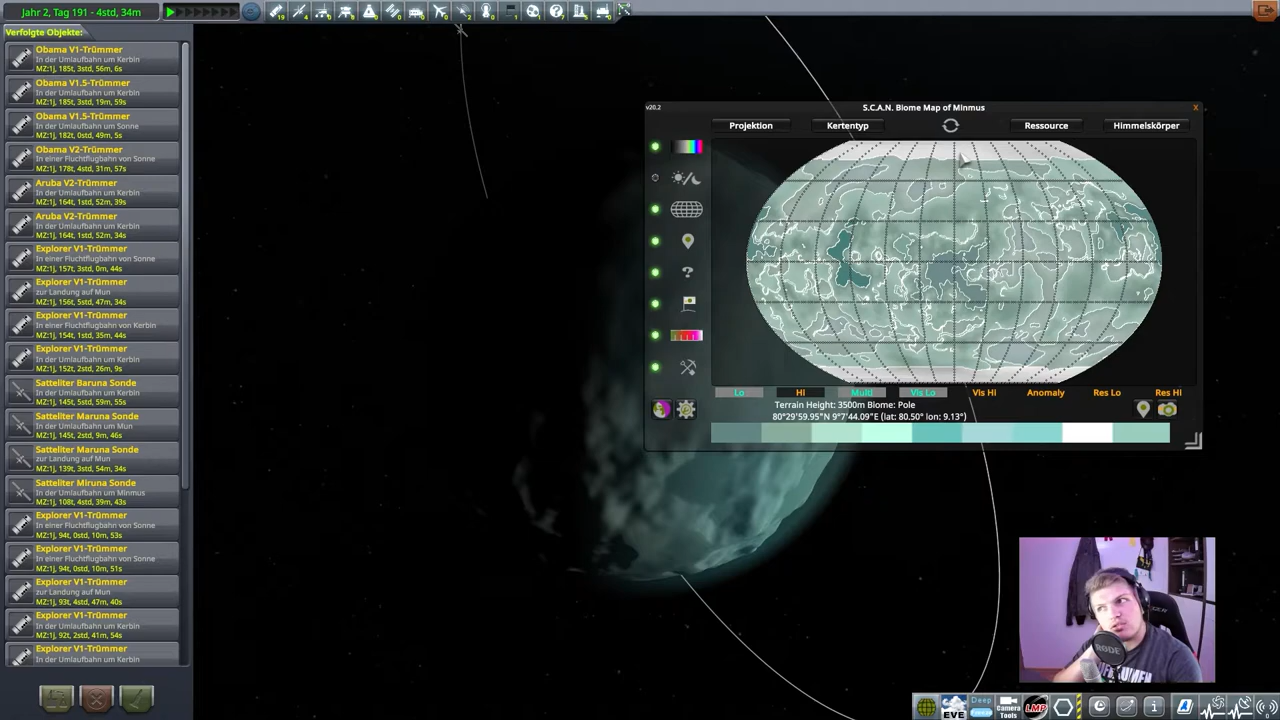 Jahr 2, Tag 191 - 4std, 34m
Verfolgte Objekte:
Obama V1-Trümmer
In der Umlaufbahn um Kerbin
MZ:1j, 185t, 3std, 56m, 6s
Obama V1.5-Trümmer
In der Umlaufbahn um Kerbin
MZ:1j, 185t, 3std, 19m, 59s
Obama V1.5-Trümmer
In der Umlaufbahn um Sonne
MZ:1j, 182t, 0std, 49m, 5s
Obama V2-Trümmer
In einer Fluchtflugbahn von Sonne
MZ:1j, 178t, 4std, 31m, 57s
Aruba V2-Trümmer
In der Umlaufbahn um Kerbin
MZ:1j, 164t, 1std, 52m, 39s
Aruba V2-Trümmer
In der Umlaufbahn um Kerbin
MZ:1j, 164t, 1std, 52m, 34s
Explorer V1-Trümmer
In einer Fluchtflugbahn von Sonne
MZ:1j, 157t, 3std, 0m, 44s
Explorer V1-Trümmer
zur Landung auf Mun
MZ:1j, 156t, 5std, 47m, 34s
Explorer V1-Trümmer
In einer Fluchtflugbahn von Kerbin
MZ:1j, 154t, 1std, 35m, 44s
Explorer V1-Trümmer
In der Umlaufbahn um Kerbin
MZ:1j, 152t, 2std, 26m, 9s
Satteliter Baruna Sonde
In der Umlaufbahn um Kerbin
MZ:1j, 145t, 5std, 59m, 55s
Satteliter Maruna Sonde
In der Umlaufbahn um Mun
MZ:1j, 145t, 2std, 9m, 46s
Satteliter Maruna Sonde
zur Landung auf Mun
MZ:1j, 139t, 3std, 54m, 34s
Satteliter Miruna Sonde
In der Umlaufbahn um Minmus
MZ:1j, 108t, 4std, 39m, 43s
Explorer V1-Trümmer
In einer Fluchtflugbahn von Sonne
MZ:1j, 94t, 0std, 10m, 53s
Explorer V1-Trümmer
In einer Fluchtflugbahn von Sonne
MZ:1j, 94t, 0std, 10m, 51s
Explorer V1-Trümmer
zur Landung auf Mun
MZ:1j, 93t, 4std, 47m, 40s
Explorer V1-Trümmer
In der Umlaufbahn um Kerbin
MZ:1j, 92t, 2std, 41m, 54s
Explorer V1-Trümmer
In der Umlaufbahn um Kerbin
v20.2
S.C.A.N. Biome Map of Minmus
X
Projektion
Kartentyp
Ressource
Himmelskörper
Lo
HI
Multi
Vis Lo
Vis Hi
Anomaly
Res Lo
Res HI
Terrain Height: 3500m Biome: Pole
80°29'59.95"N 9°7'44.09"E (lat: 80.50° lon: 9.13°)
RODE
EVE
Deep
Camera
Tools
LMP